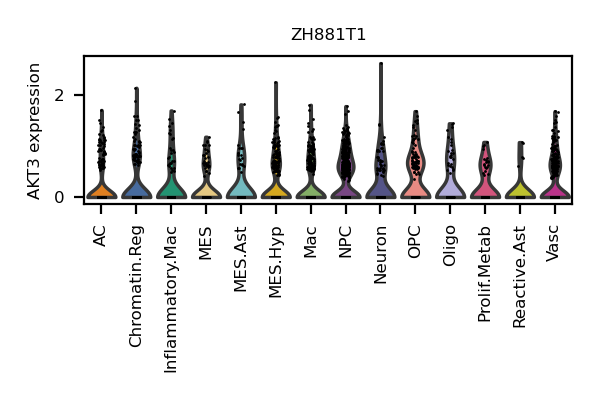 ZH881T1
AKT3 expression
2
0
AC
Chromatin.Reg
Inflammatory.Mac
MES
MES.Ast
MES.Hyp
Mac
NPC
Neuron
OPC
Oligo
Prolif.Metab
Reactive.Ast
Vasc